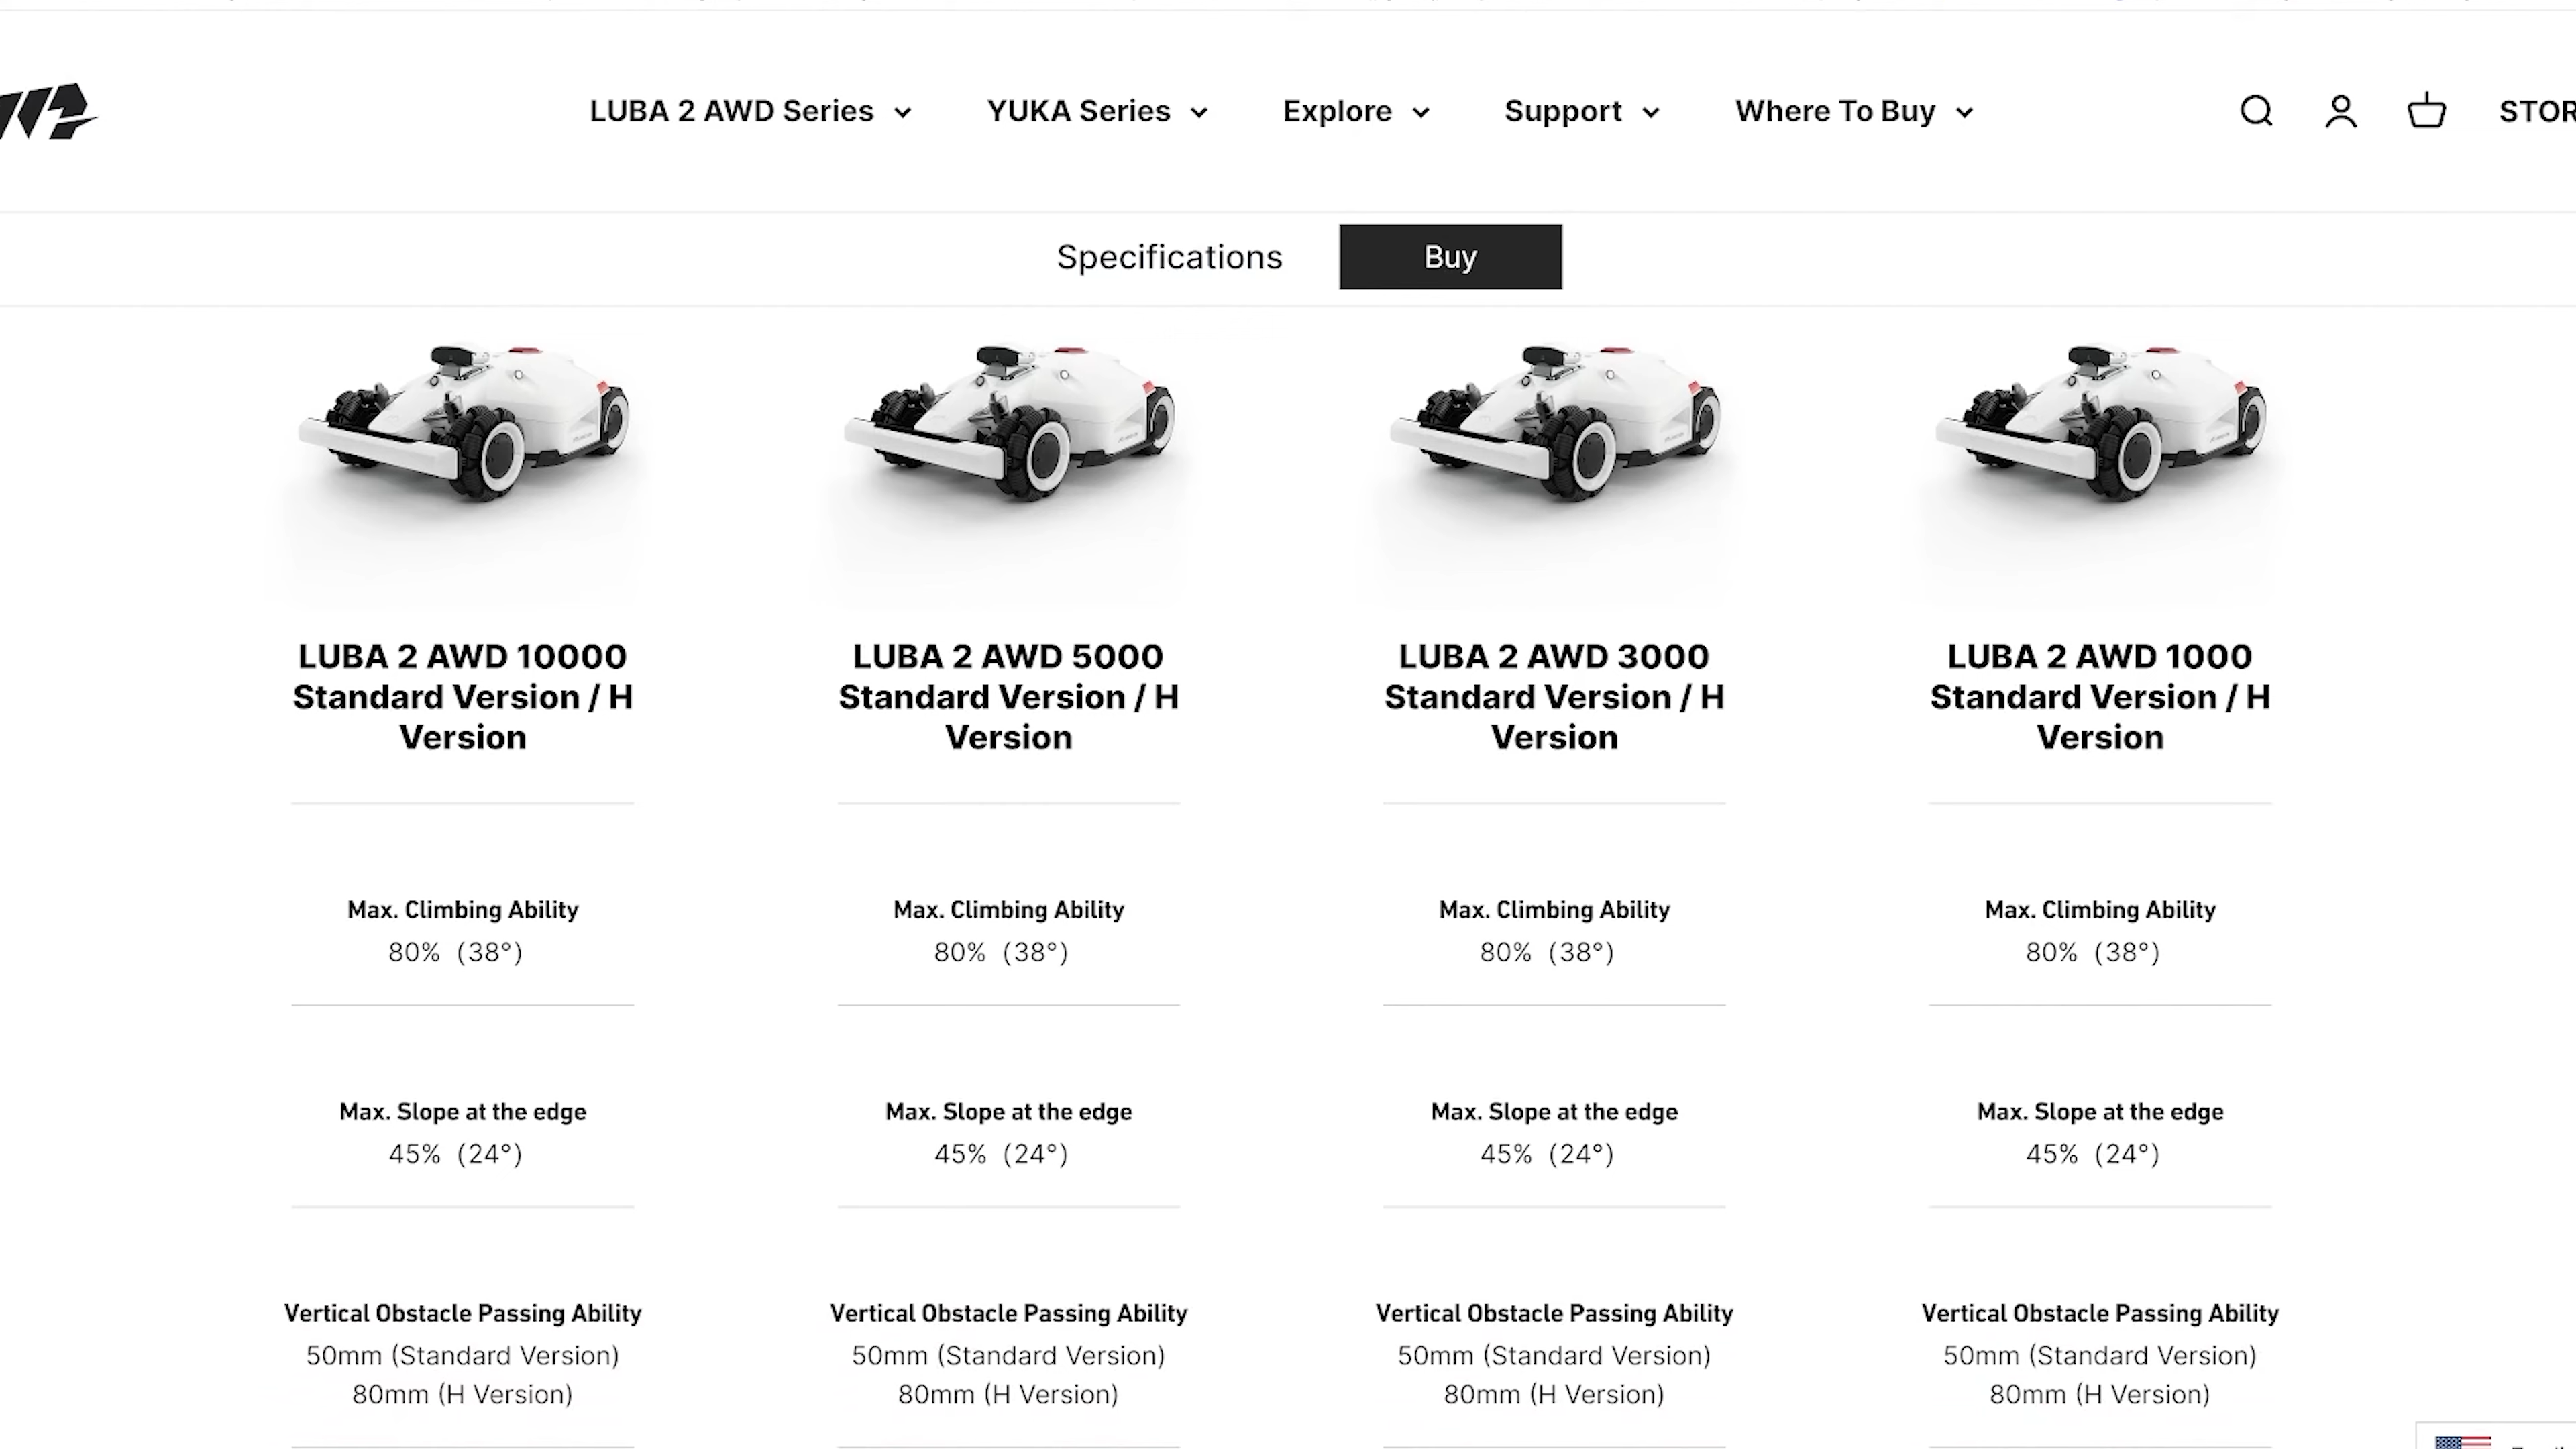 LUBA 2 AWD Series
YUKA Series
Explore
Support
Where To Buy
STOR
Specifications
Buy
LUBA 2 AWD 10000
Standard Version / H
Version
LUBA 2 AWD 5000
Standard Version / H
Version
LUBA 2 AWD 3000
Standard Version / H
Version
LUBA 2 AWD 1000
Standard Version / H
Version
Max. Climbing Ability
80% (38°)
Max. Climbing Ability
80% (38°)
Max. Climbing Ability
80% (38°)
Max. Climbing Ability
80% (38°)
Max. Slope at the edge
45% (24°)
Max. Slope at the edge
45% (24°)
Max. Slope at the edge
45% (24°)
Max. Slope at the edge
45% (24°)
Vertical Obstacle Passing Ability
50mm (Standard Version)
80mm (H Version)
Vertical Obstacle Passing Ability
50mm (Standard Version)
80mm (H Version)
Vertical Obstacle Passing Ability
50mm (Standard Version)
80mm (H Version)
Vertical Obstacle Passing Ability
50mm (Standard Version)
80mm (H Version)